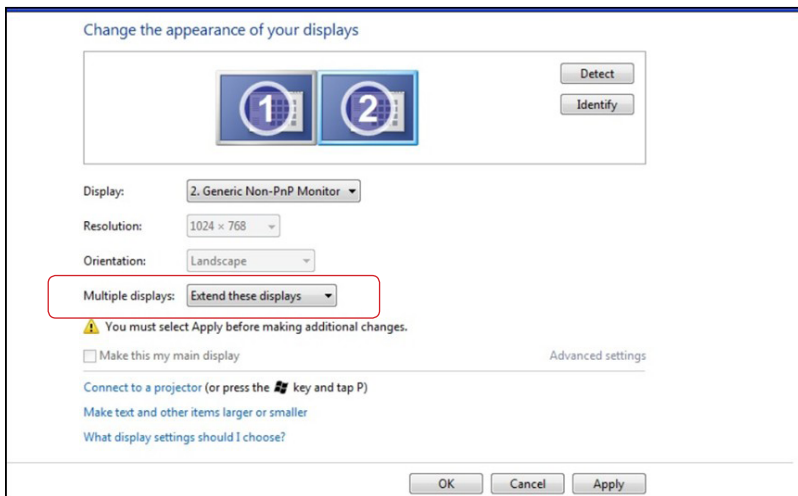 Change the appearance of your displays
1 2
Detect
Identify
Display: 2. Generic Non-PnP Monitor
Resolution: 1024 × 768
Orientation: Landscape
Multiple displays: Extend these displays
You must select Apply before making additional changes.
Make this my main display Advanced settings
Connect to a projector (or press the key and tap P)
Make text and other items larger or smaller
What display settings should I choose?
OK Cancel Apply